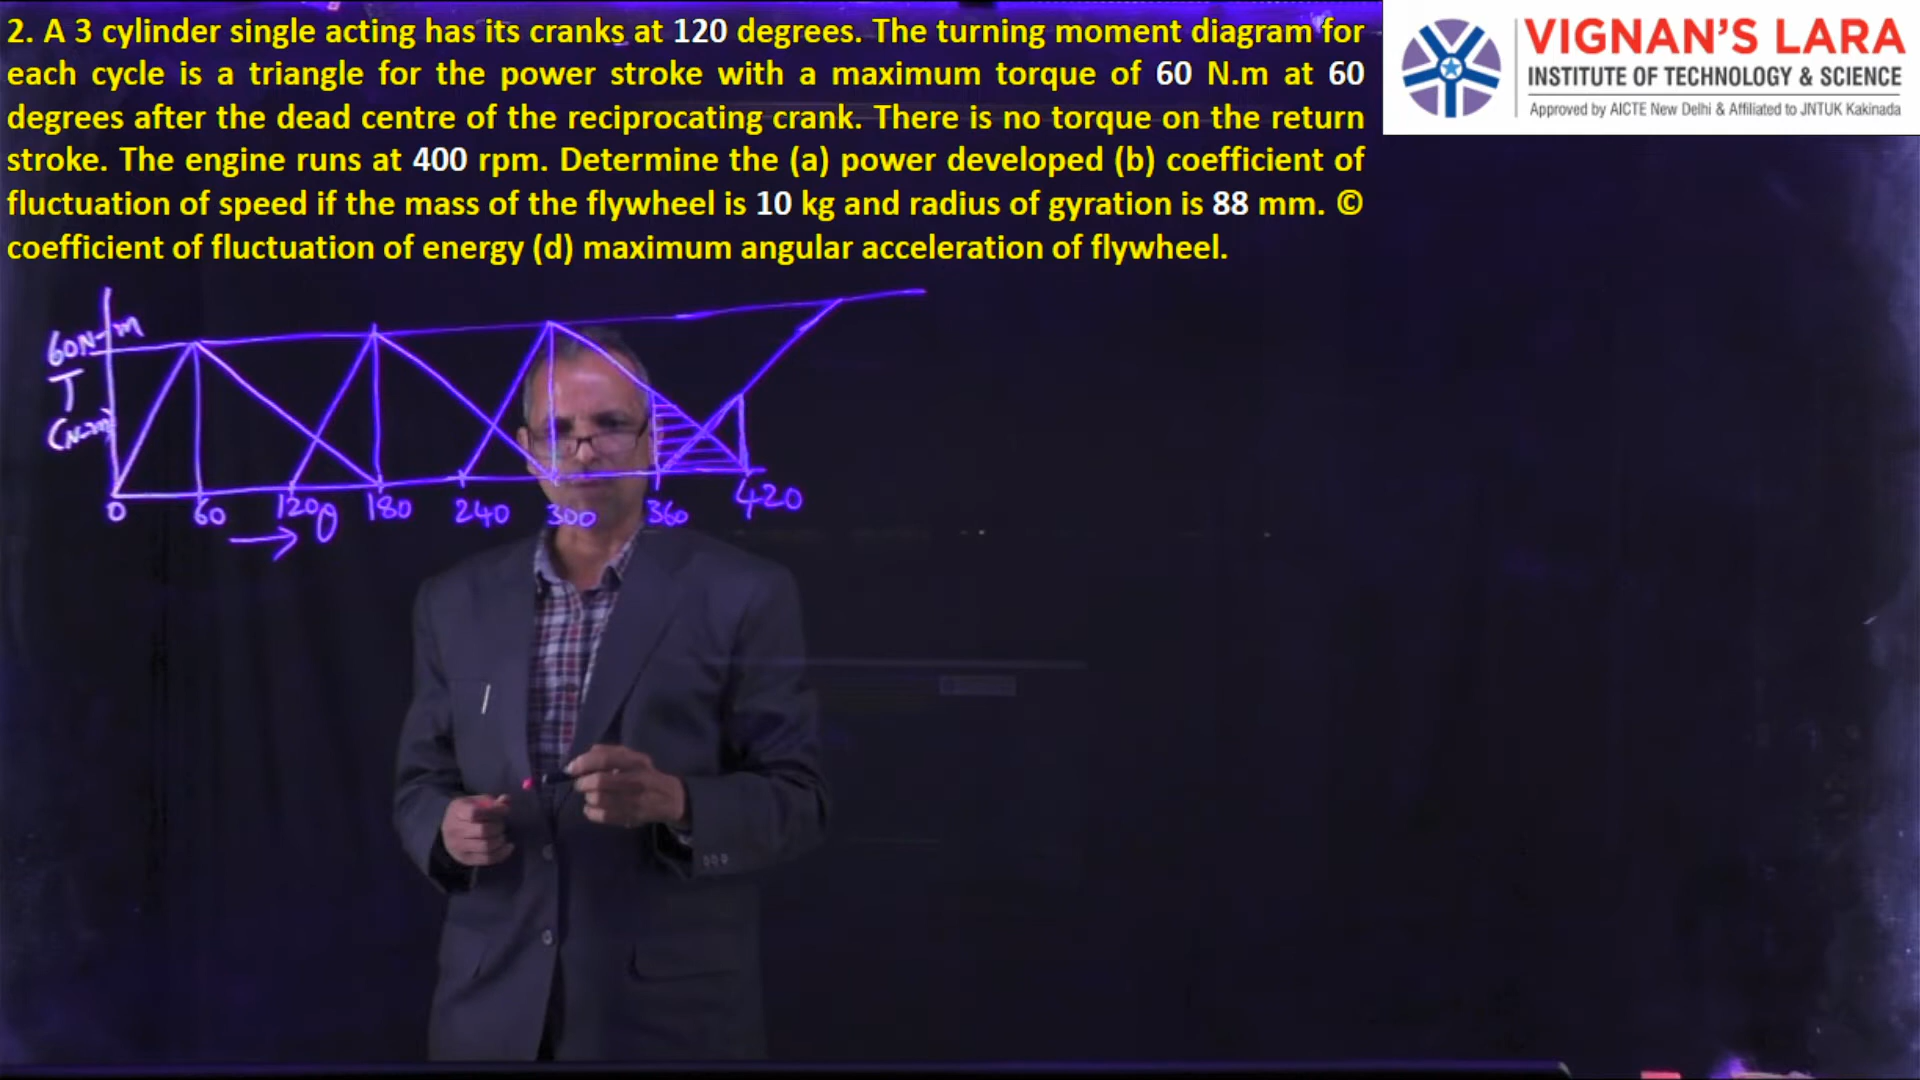 2. A 3 cylinder single acting has its cranks at 120 degrees. The turning moment diagram for
each cycle is a triangle for the power stroke with a maximum torque of 60 N.m at 60
degrees after the dead centre of the reciprocating crank. There is no torque on the return
stroke. The engine runs at 400 rpm. Determine the (a) power developed (b) coefficient of
fluctuation of speed if the mass of the flywheel is 10 kg and radius of gyration is 88 mm. ©
coefficient of fluctuation of energy (d) maximum angular acceleration of flywheel.
VIGNAN'S LARA
INSTITUTE OF TECHNOLOGY & SCIENCE
Approved by AICTE New Delhi & Affiliated to JNTUK Kakinada
60N-m
T
(N-m)
0 60 120 180 240 300 360 420
→ θ